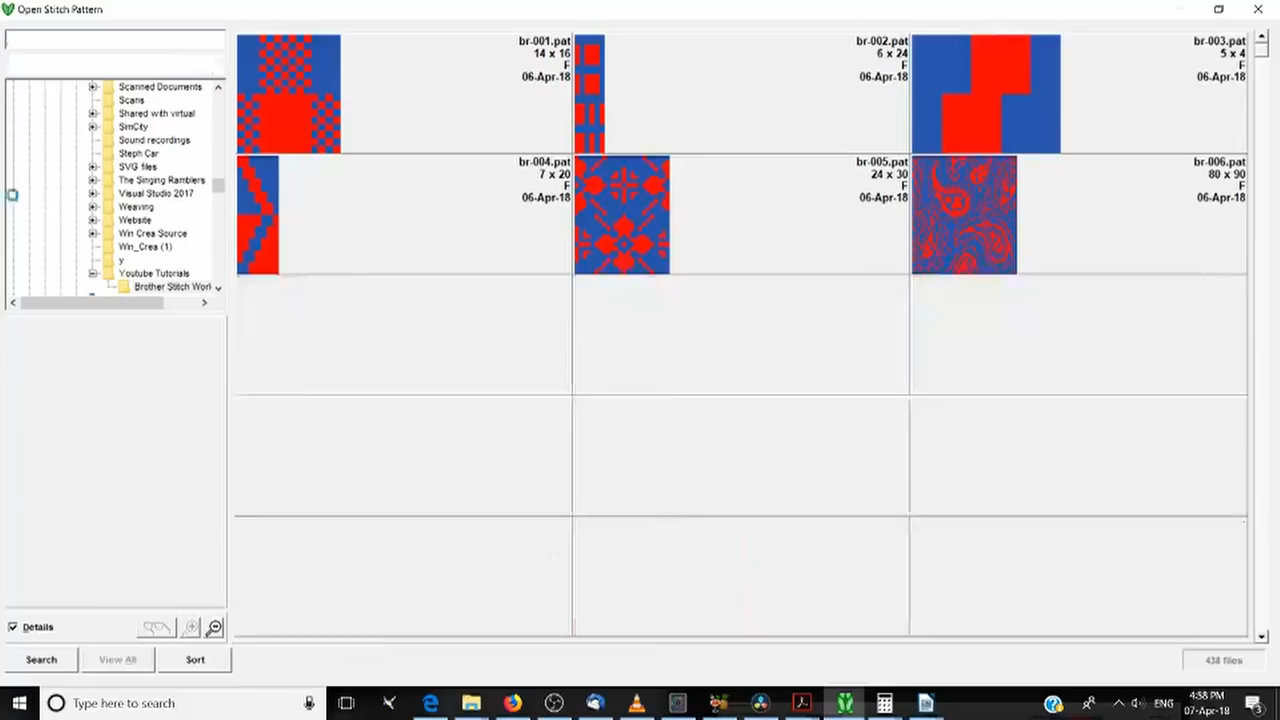 Open Stitch Pattern
Scanned Documents
Scans
Shared with virtual
SimCity
Sound recordings
Steph Car
SVG files
The Singing Ramblers
Visual Studio 2017
Weaving
Website
Win Crea Source
Win_Crea (1)
y
Youtube Tutorials
Brother Stitch Worl
br-001.pat
14 x 16
F
06-Apr-18
br-002.pat
6 x 24
F
06-Apr-18
br-003.pat
5 x 4
F
06-Apr-18
br-004.pat
7 x 20
F
06-Apr-18
br-005.pat
24 x 30
F
06-Apr-18
br-006.pat
80 x 90
F
06-Apr-18
Details
Search
View All
Sort
438 files
Type here to search
ENG
4:58 PM
07-Apr-18
3